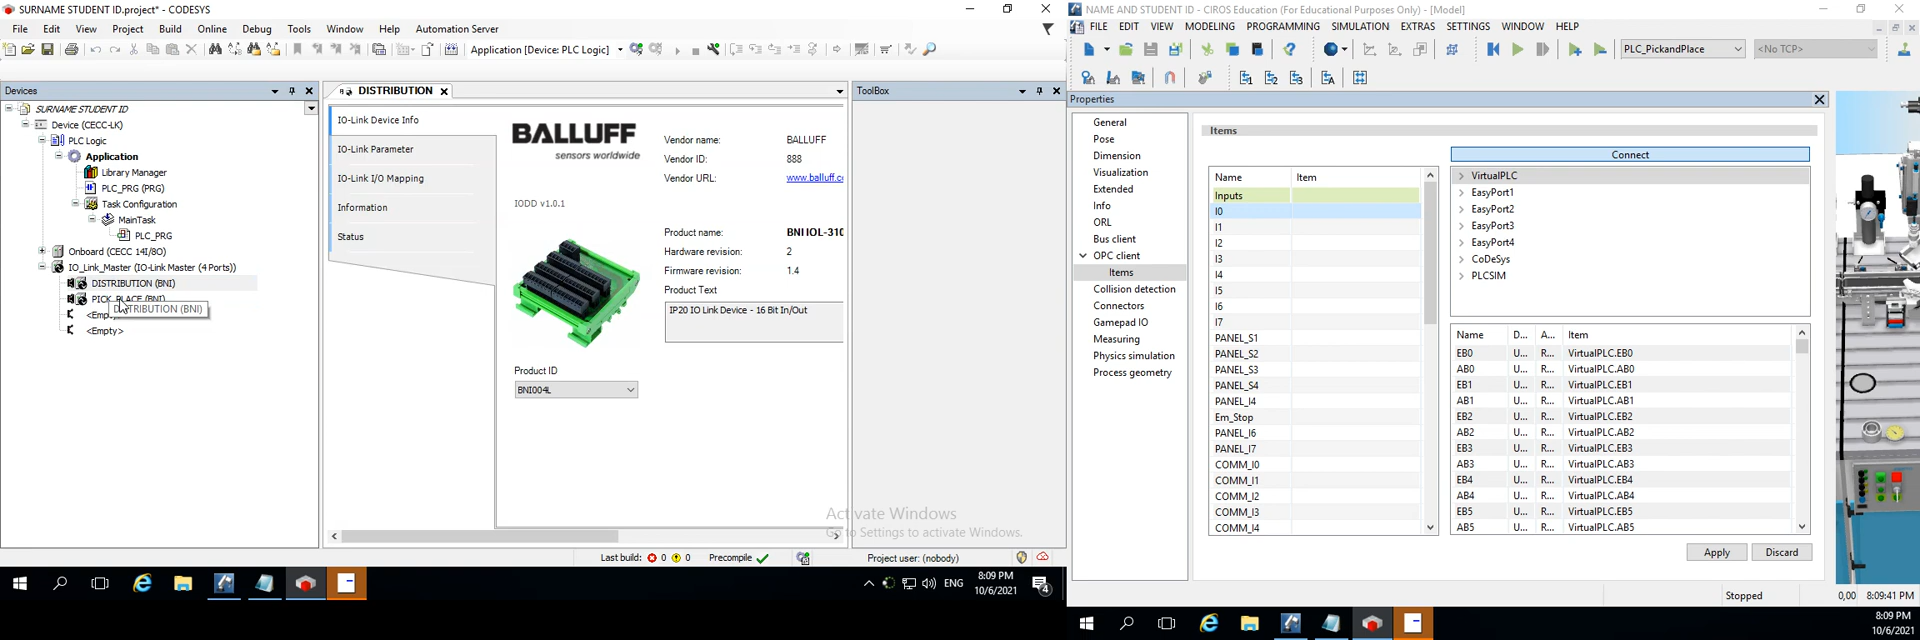 SURNAME STUDENT ID.project* - CODESYS
File Edit View Project Build Online Debug Tools Window Help Automation Server
Application [Device: PLC Logic]
Devices
SURNAME STUDENT ID
Device (CECC-LK)
PLC Logic
Application
Library Manager
PLC_PRG (PRG)
Task Configuration
MainTask
PLC_PRG
Onboard (CECC 14I/8O)
IO_Link_Master (IO-Link Master (4 Ports))
DISTRIBUTION (BNI)
PICK_PLACE (BNI)
DISTRIBUTION (BNI)
<Empty>
DISTRIBUTION
IO-Link Device Info
IO-Link Parameter
IO-Link I/O Mapping
Information
Status
BALLUFF
sensors worldwide
IODD v1.0.1
Vendor name: BALLUFF
Vendor ID: 888
Vendor URL: www.balluff.c
Product name: BNI IOL-310
Hardware revision: 2
Firmware revision: 1.4
Product Text
IP20 IO Link Device - 16 Bit In/Out
Product ID
BNI004L
ToolBox
Activate Windows
Go to Settings to activate Windows.
Last build: 0 0 Precompile
Project user: (nobody)
ENG
8:09 PM
10/6/2021
4
NAME AND STUDENT ID - CIROS Education (For Educational Purposes Only) - [Model]
FILE EDIT VIEW MODELING PROGRAMMING SIMULATION EXTRAS SETTINGS WINDOW HELP
PLC_PickandPlace
<No TCP>
Properties
General
Pose
Dimension
Visualization
Extended
Info
ORL
Bus client
OPC client
Items
Collision detection
Connectors
Gamepad IO
Measuring
Physics simulation
Process geometry
Items
Name Item
Inputs
I0
I1
I2
I3
I4
I5
I6
I7
PANEL_S1
PANEL_S2
PANEL_S3
PANEL_S4
PANEL_I4
Em_Stop
PANEL_I6
PANEL_I7
COMM_I0
COMM_I1
COMM_I2
COMM_I3
COMM_I4
Connect
VirtualPLC
EasyPort1
EasyPort2
EasyPort3
EasyPort4
CoDeSys
PLCSIM
Name D... A... Item
EB0 U... R... VirtualPLC.EB0
AB0 U... R... VirtualPLC.AB0
EB1 U... R... VirtualPLC.EB1
AB1 U... R... VirtualPLC.AB1
EB2 U... R... VirtualPLC.EB2
AB2 U... R... VirtualPLC.AB2
EB3 U... R... VirtualPLC.EB3
AB3 U... R... VirtualPLC.AB3
EB4 U... R... VirtualPLC.EB4
AB4 U... R... VirtualPLC.AB4
EB5 U... R... VirtualPLC.EB5
AB5 U... R... VirtualPLC.AB5
Apply Discard
Stopped 0,00 8:09:41 PM
8:09 PM
10/6/2021